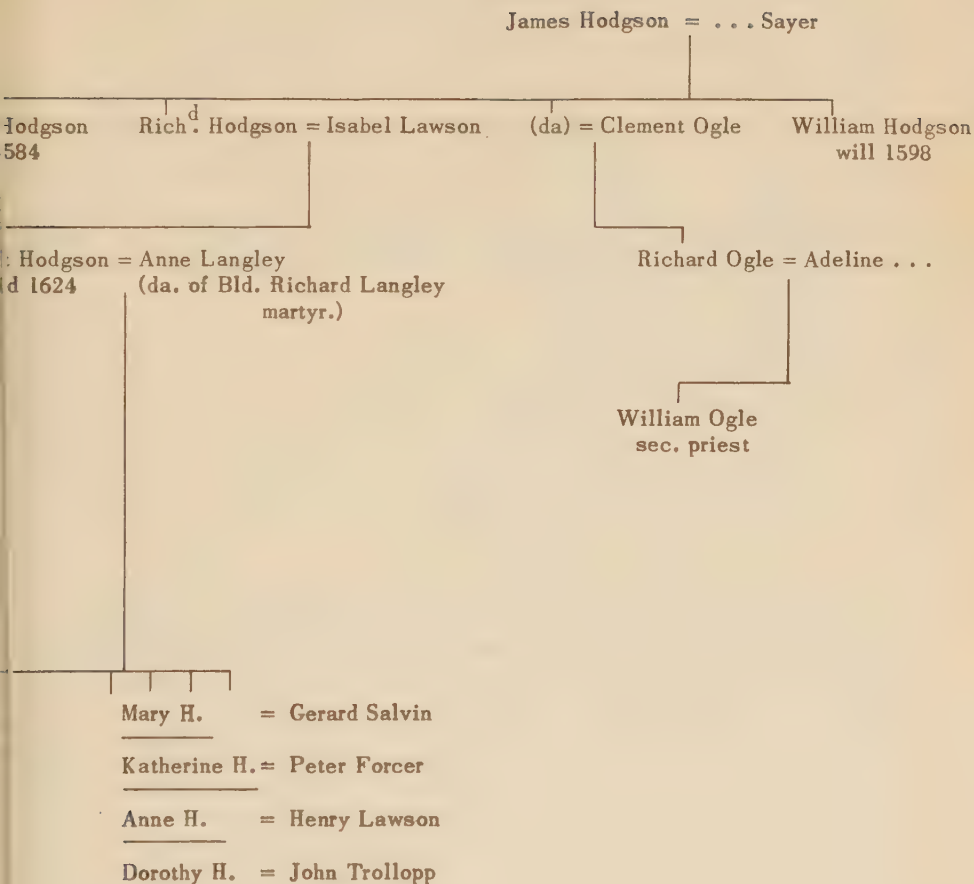 James Hodgson = . . . Sayer
Hodgson Richd. Hodgson = Isabel Lawson (da) = Clement Ogle William Hodgson
584 will 1598
: Hodgson = Anne Langley Richard Ogle = Adeline . . .
d 1624 (da. of Bld. Richard Langley
martyr.)
William Ogle
sec. priest
Mary H. = Gerard Salvin
Katherine H. = Peter Forcer
Anne H. = Henry Lawson
Dorothy H. = John Trollopp